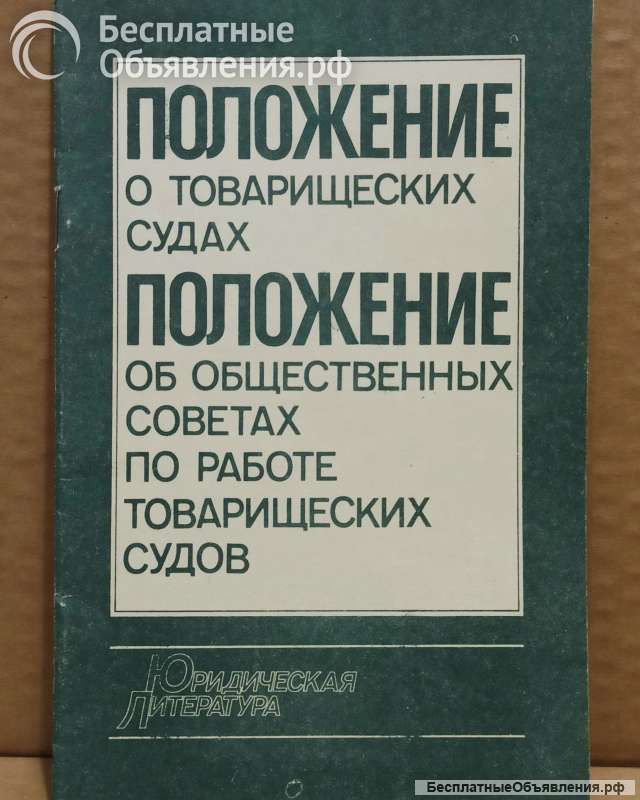 Бесплатные
Объявления.рф
ПОЛОЖЕНИЕ
О ТОВАРИЩЕСКИХ
СУДАХ
ПОЛОЖЕНИЕ
ОБ ОБЩЕСТВЕННЫХ
СОВЕТАХ
ПО РАБОТЕ
ТОВАРИЩЕСКИХ
СУДОВ
ЮРИДИЧЕСКАЯ
ЛИТЕРАТУРА
БесплатныеОбъявления.рф